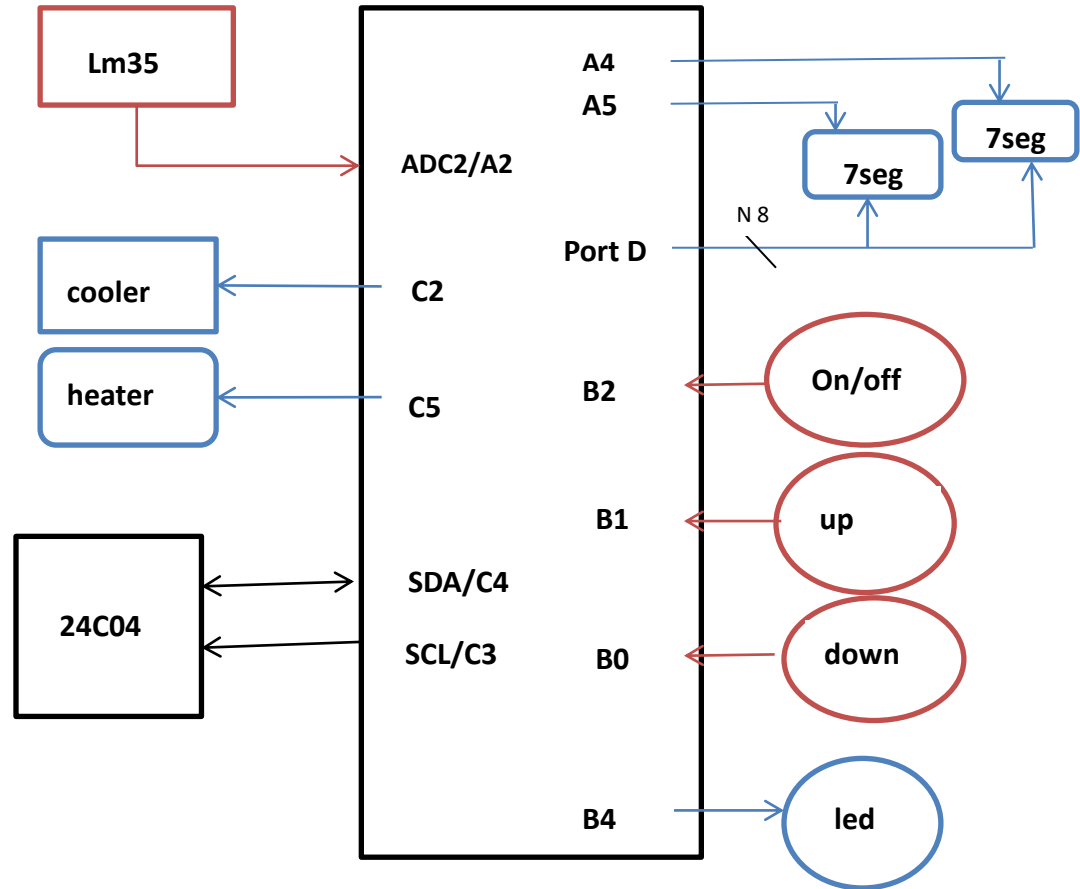 Lm35
A4
A5
7seg
7seg
ADC2/A2
N 8
Port D
cooler
C2
heater
C5
B2
On/off
B1
up
SDA/C4
24C04
SCL/C3
B0
down
B4
led